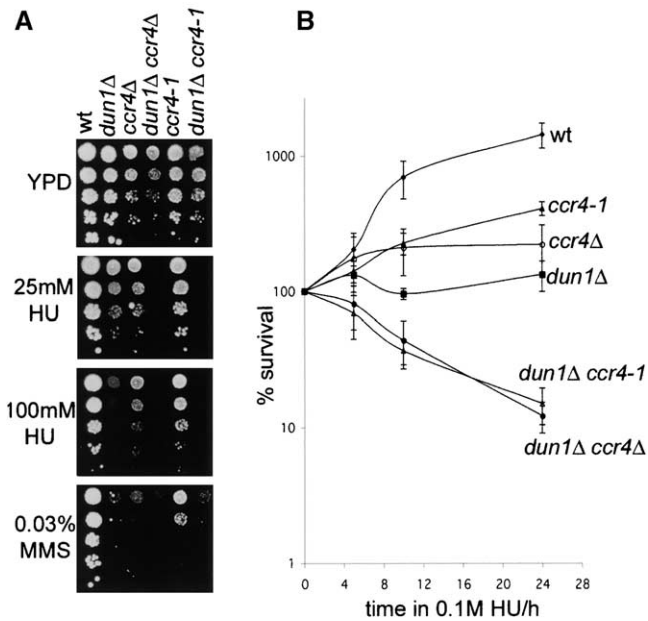 A
wt
dun1Δ
ccr4Δ
dun1Δ ccr4Δ
ccr4-1
dun1Δ ccr4-1
YPD
25mM
HU
100mM
HU
0.03%
MMS
B
% survival
1000
100
10
1
0
4
8
12
16
20
24
28
time in 0.1M HU/h
wt
ccr4-1
ccr4Δ
dun1Δ
dun1Δ ccr4-1
dun1Δ ccr4Δ